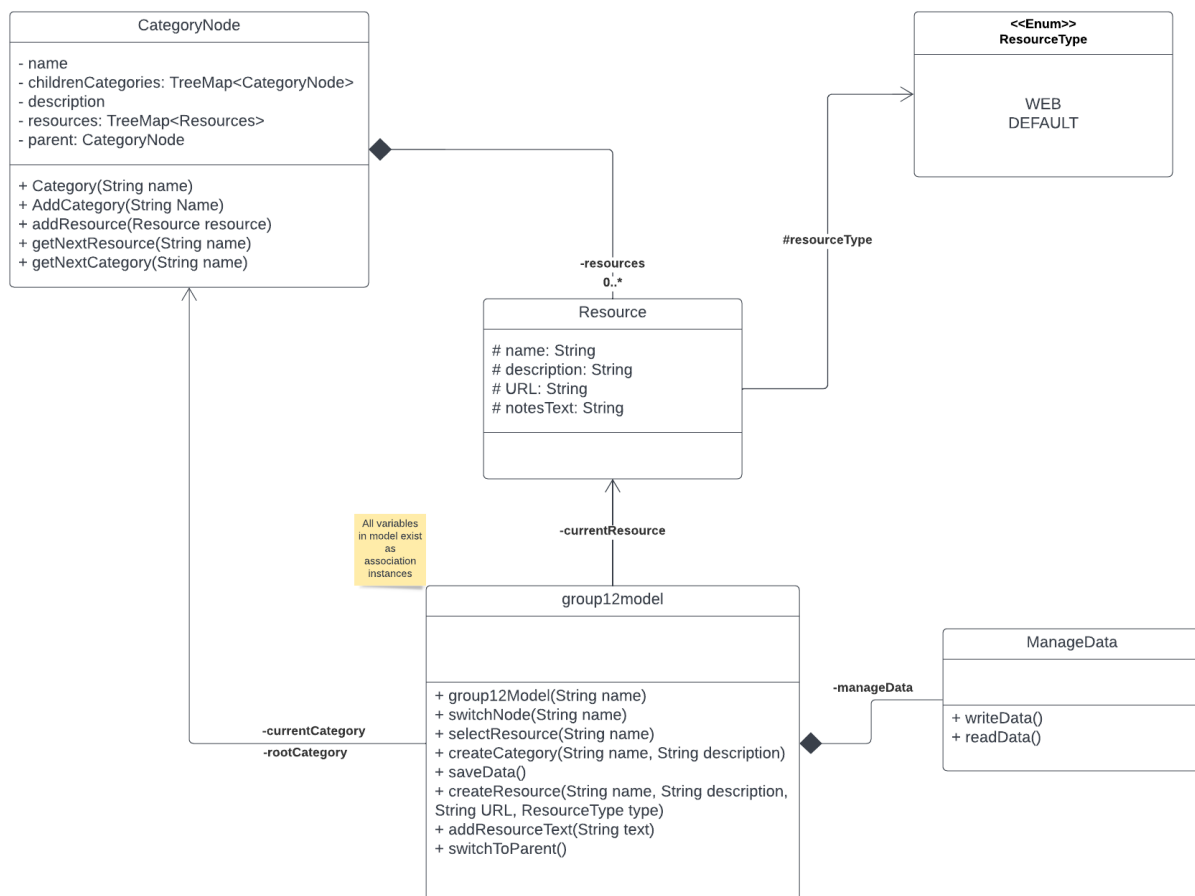 CategoryNode
- name
- childrenCategories: TreeMap<CategoryNode>
- description
- resources: TreeMap<Resources>
- parent: CategoryNode
+ Category(String name)
+ AddCategory(String Name)
+ addResource(Resource resource)
+ getNextResource(String name)
+ getNextCategory(String name)
<<Enum>>
ResourceType
WEB
DEFAULT
#resourceType
-resources
0..*
Resource
# name: String
# description: String
# URL: String
# notesText: String
-currentResource
All variables
in model exist
as
association
instances
group12model
+ group12Model(String name)
+ switchNode(String name)
+ selectResource(String name)
+ createCategory(String name, String description)
+ saveData()
+ createResource(String name, String description,
String URL, ResourceType type)
+ addResourceText(String text)
+ switchToParent()
-currentCategory
-rootCategory
-manageData
ManageData
+ writeData()
+ readData()